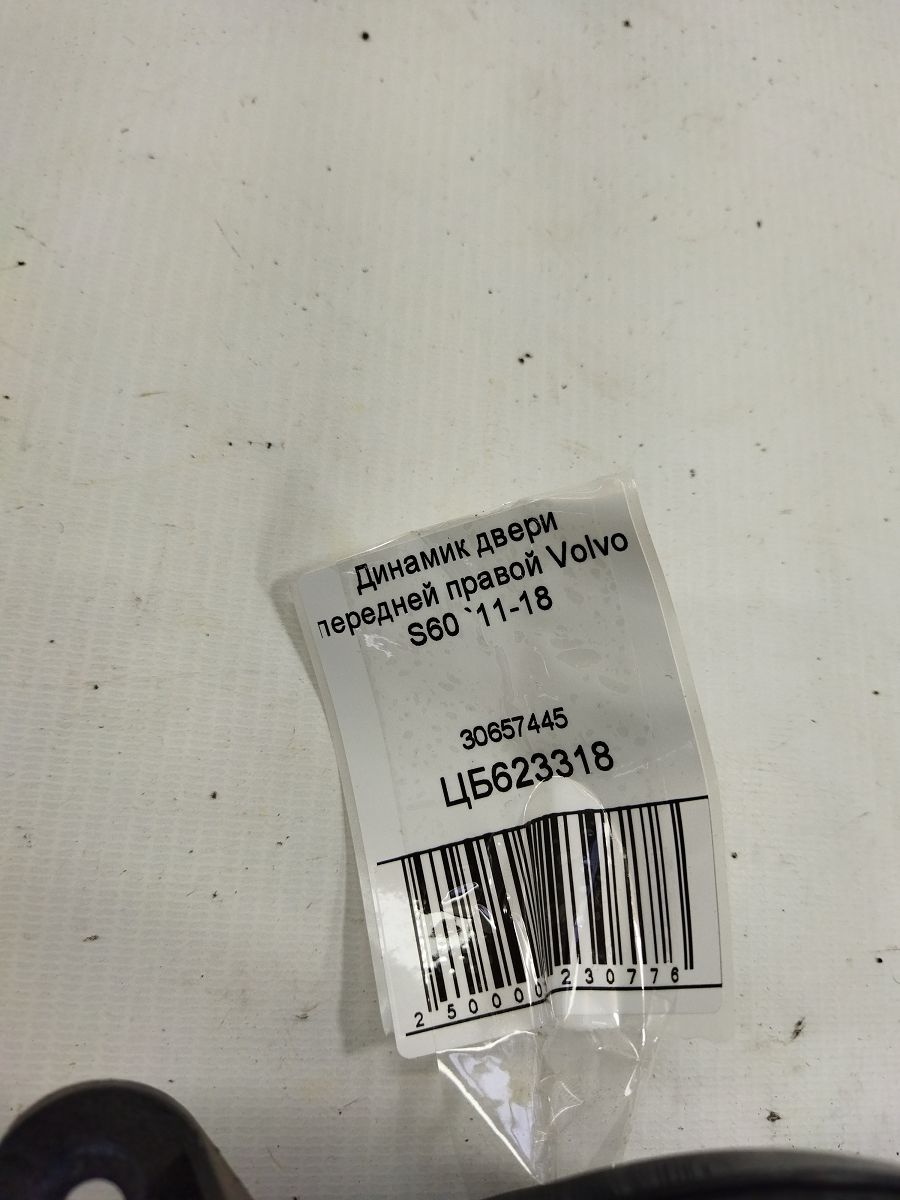 Динамик двери
передней правой Volvo
S60 `11-18
30657445
ЦБ623318
2 50000 230776